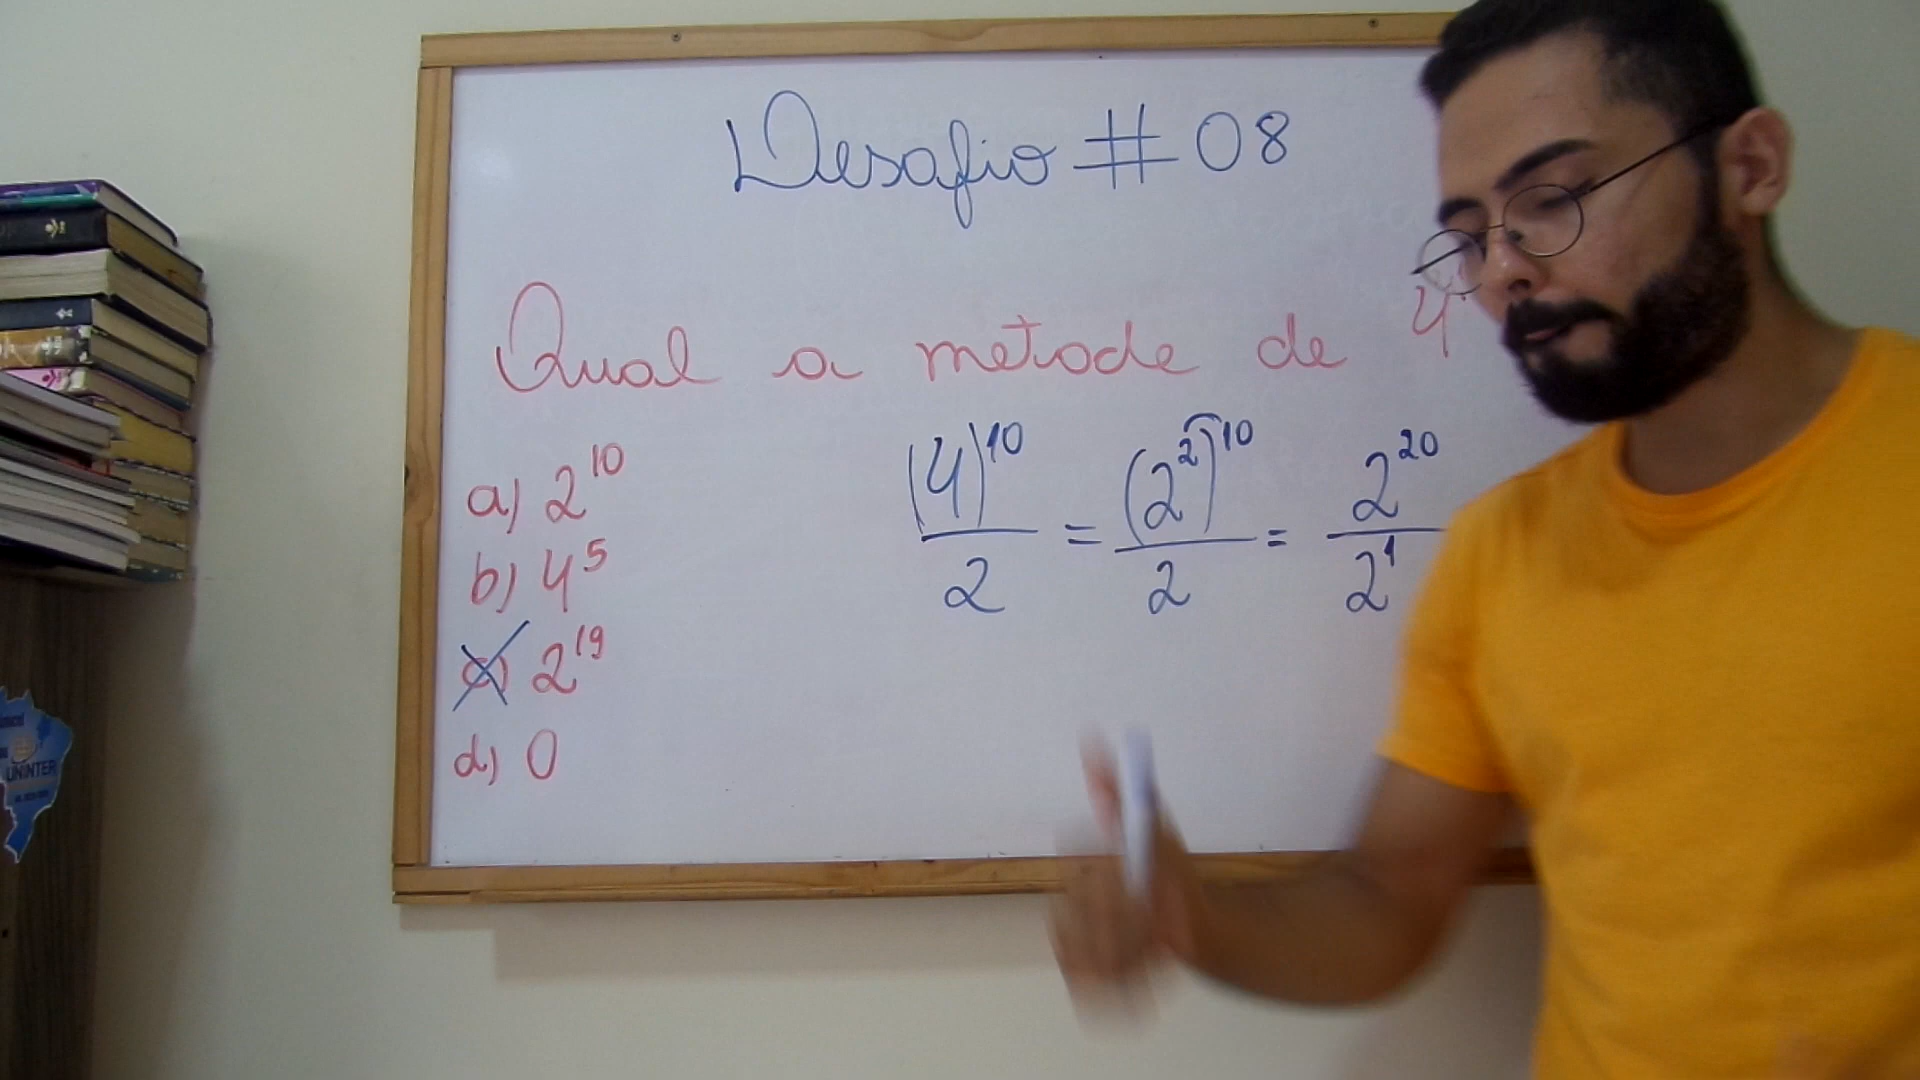 Desafio # 08
Qual a metade de 4
a) 2^10
b) 4^5
c) 2^19
d) 0
(4)^10/2 = (2^2)^10/2 = 2^20/2^1
UNINTER